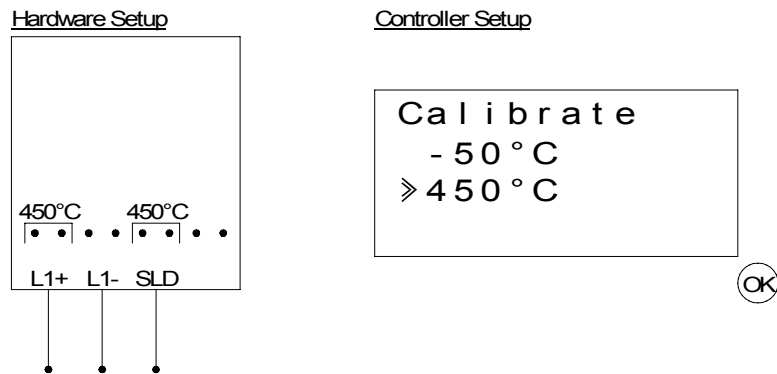 Hardware Setup
Controller Setup
Calibrate
-50°C
≫450°C
450°C 450°C
L1+ L1- SLD
OK